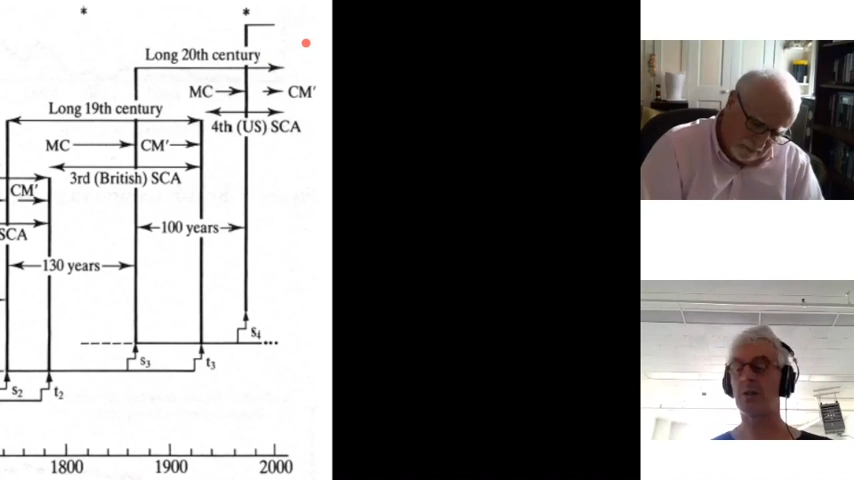 * *
Long 20th century
MC CM'
Long 19th century
4th (US) SCA
MC CM'
3rd (British) SCA
CM'
SCA
100 years
130 years
s4
s3 t3
s2 t2
1800 1900 2000